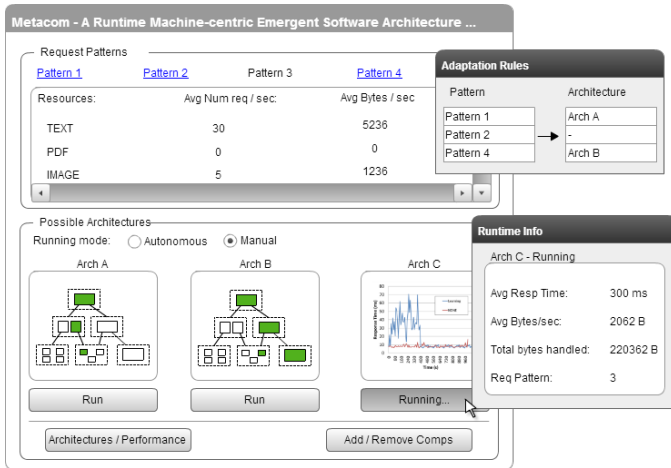 Metacom - A Runtime Machine-centric Emergent Software Architecture ...
Request Patterns
Pattern 1 Pattern 2 Pattern 3 Pattern 4
Resources: Avg Num req / sec: Avg Bytes / sec
TEXT 30 5236
PDF 0 0
IMAGE 5 1236
Adaptation Rules
Pattern Architecture
Pattern 1 Arch A
Pattern 2 -
Pattern 4 Arch B
Possible Architectures
Running mode: Autonomous Manual
Arch A Arch B Arch C
Response Time (ms)
Time (s)
Run Run Running...
Architectures / Performance Add / Remove Comps
Runtime Info
Arch C - Running
Avg Resp Time: 300 ms
Avg Bytes/sec: 2062 B
Total bytes handled: 220362 B
Req Pattern: 3